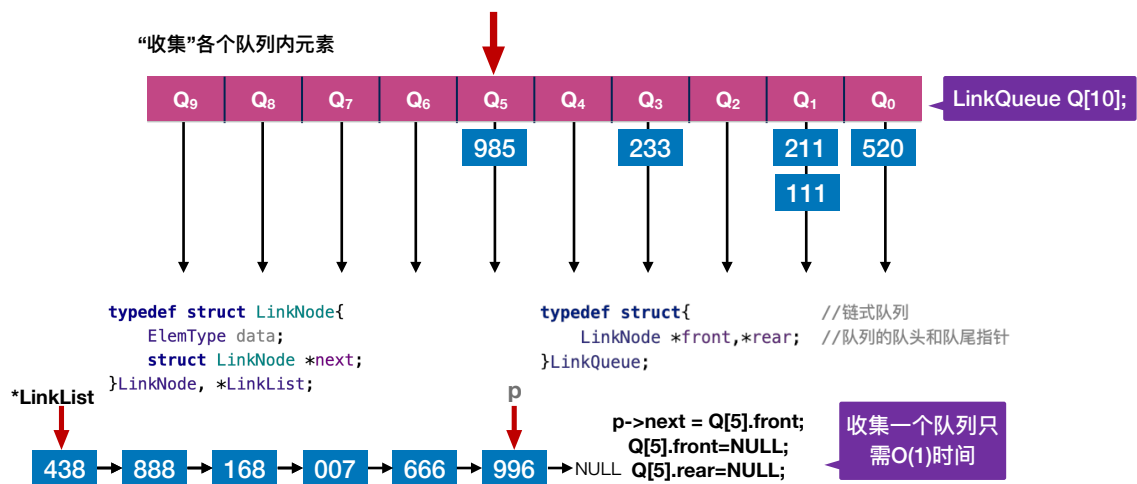 “收集”各个队列内元素
Q9 Q8 Q7 Q6 Q5 Q4 Q3 Q2 Q1 Q0
LinkQueue Q[10];
985 233 211 520
111
typedef struct LinkNode{
ElemType data;
struct LinkNode *next;
}LinkNode, *LinkList;
typedef struct{ //链式队列
LinkNode *front,*rear; //队列的队头和队尾指针
}LinkQueue;
*LinkList
p
438 888 168 007 666 996 NULL
p->next = Q[5].front;
Q[5].front=NULL;
Q[5].rear=NULL;
收集一个队列只
需O(1)时间